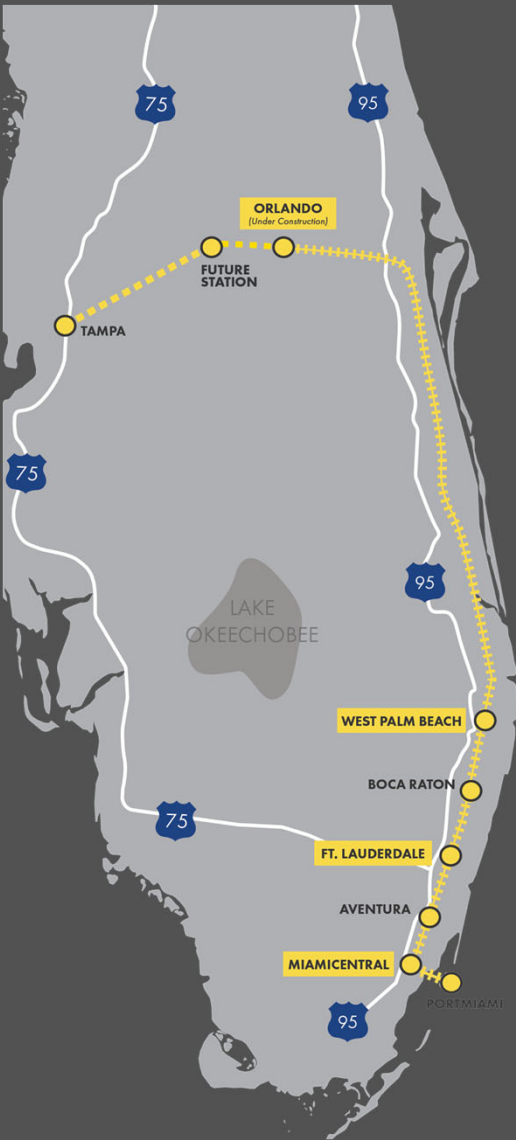 75
95
ORLANDO
(Under Construction)
FUTURE
STATION
TAMPA
75
95
LAKE
OKEECHOBEE
WEST PALM BEACH
BOCA RATON
75
FT. LAUDERDALE
AVENTURA
MIAMICENTRAL
PORTMIAMI
95